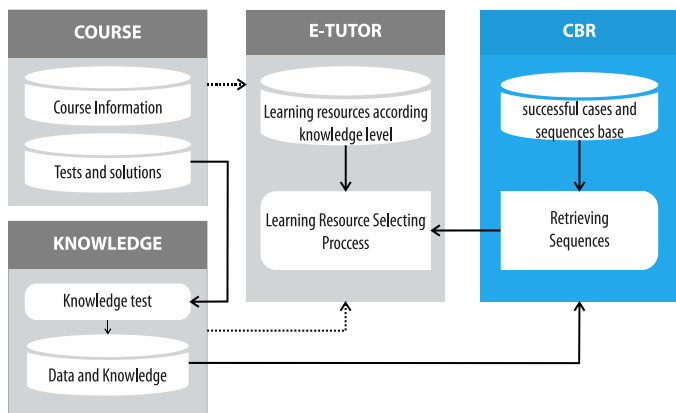 COURSE
Course Information
Tests and solutions
KNOWLEDGE
Knowledge test
Data and Knowledge
E-TUTOR
Learning resources according
knowledge level
Learning Resource Selecting
Proccess
CBR
successful cases and
sequences base
Retrieving
Sequences